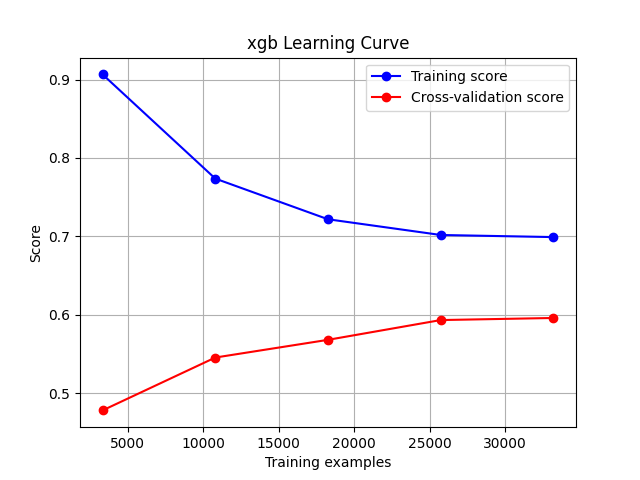 xgb Learning Curve
Training score
Cross-validation score
0.9
0.8
0.7
0.6
0.5
Score
5000 10000 15000 20000 25000 30000
Training examples